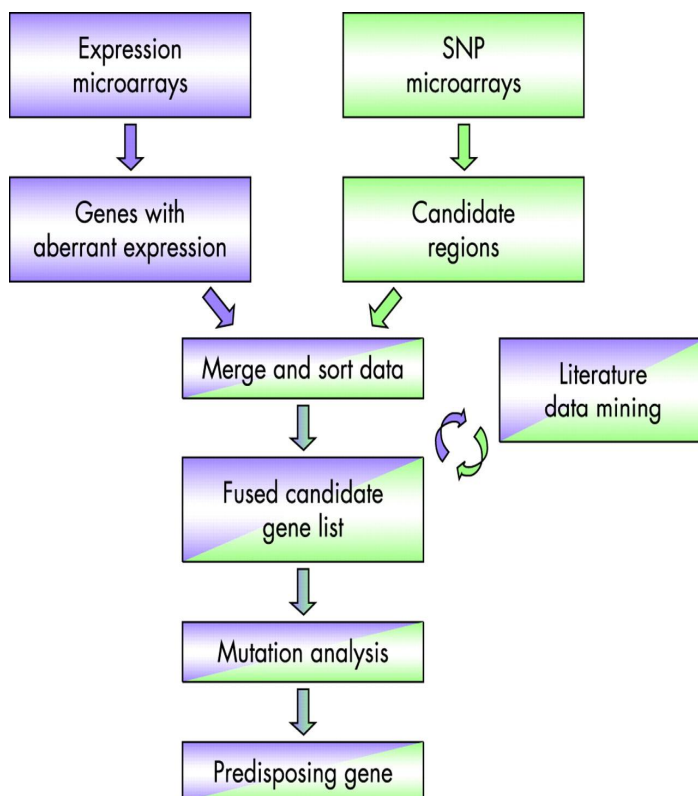 Expression
microarrays
SNP
microarrays
Genes with
aberrant expression
Candidate
regions
Merge and sort data
Literature
data mining
Fused candidate
gene list
Mutation analysis
Predisposing gene